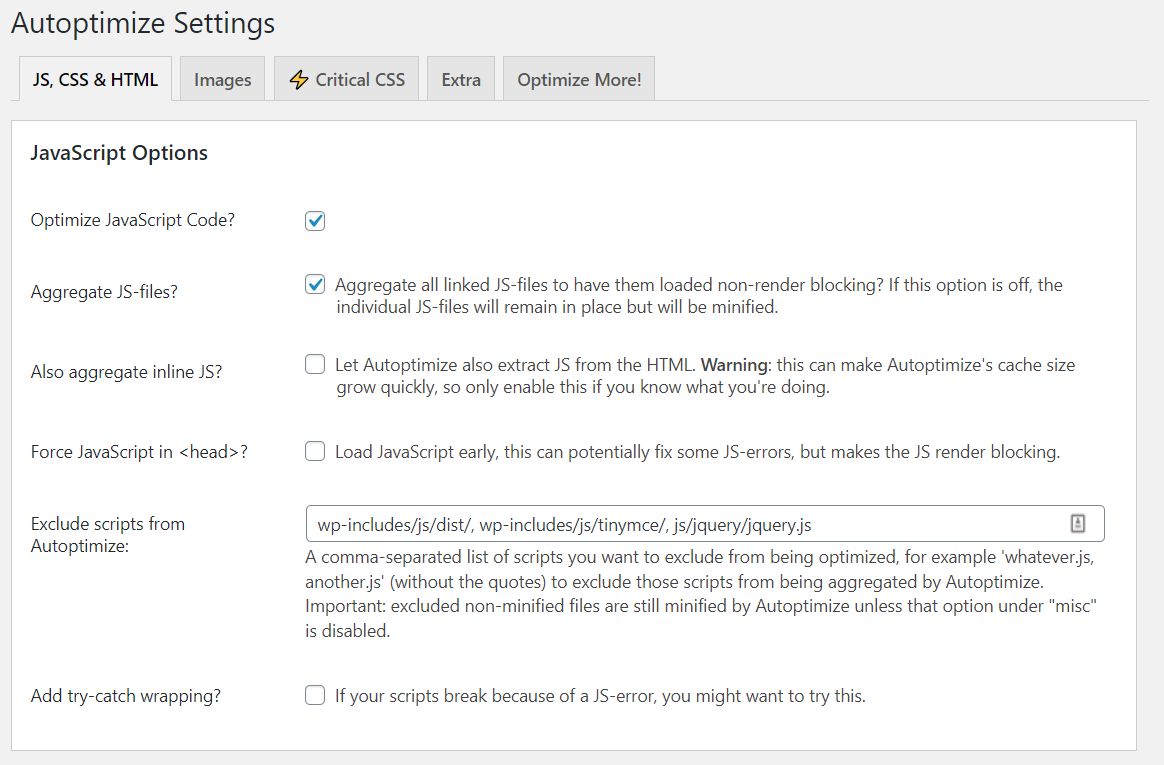 Autoptimize Settings
JS, CSS & HTML
Images
Critical CSS
Extra
Optimize More!
JavaScript Options
Optimize JavaScript Code?
Aggregate JS-files?
Aggregate all linked JS-files to have them loaded non-render blocking? If this option is off, the
individual JS-files will remain in place but will be minified.
Also aggregate inline JS?
Let Autoptimize also extract JS from the HTML. Warning: this can make Autoptimize's cache size
grow quickly, so only enable this if you know what you're doing.
Force JavaScript in <head>?
Load JavaScript early, this can potentially fix some JS-errors, but makes the JS render blocking.
Exclude scripts from
Autoptimize:
wp-includes/js/dist/, wp-includes/js/tinymce/, js/jquery/jquery.js
A comma-separated list of scripts you want to exclude from being optimized, for example 'whatever.js,
another.js' (without the quotes) to exclude those scripts from being aggregated by Autoptimize.
Important: excluded non-minified files are still minified by Autoptimize unless that option under "misc"
is disabled.
Add try-catch wrapping?
If your scripts break because of a JS-error, you might want to try this.